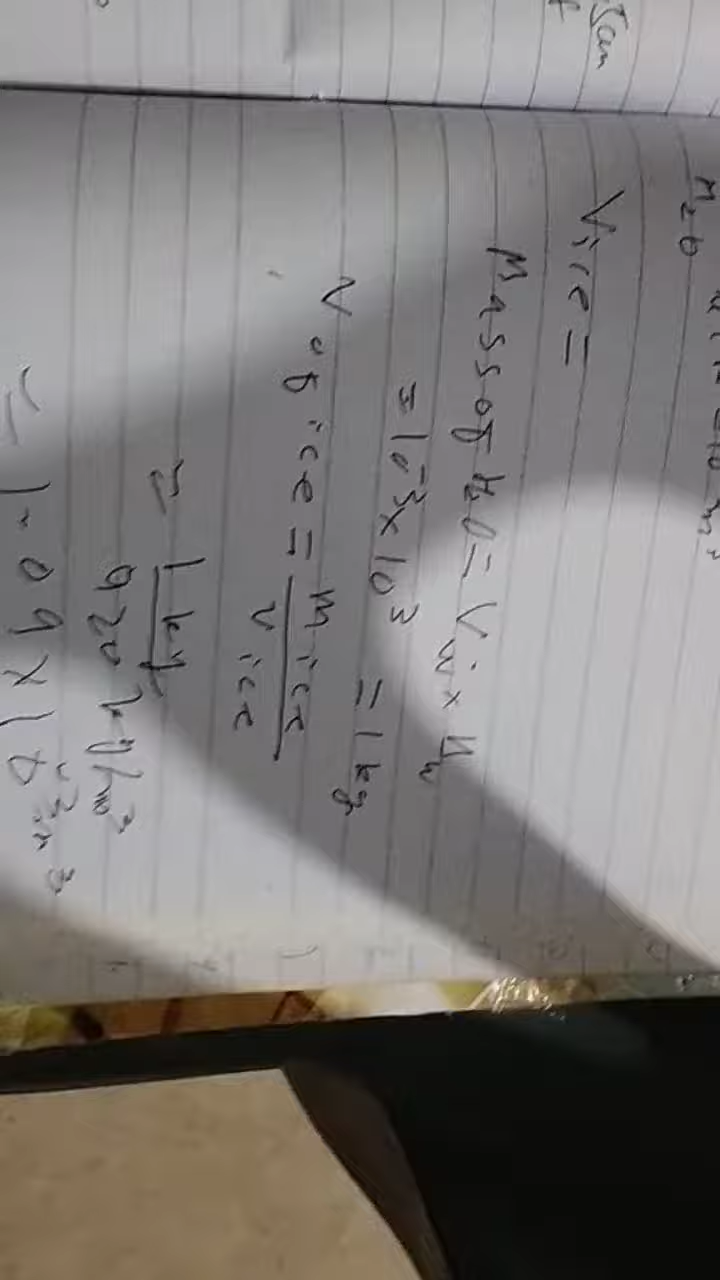 V ice =
Mass of H2O = Vw × ρw
= 10⁻³ × 10³ = 1 kg
V of ice = m ice / v ice
= 1 kg / 920 kg/m³
= 1.09 × 10⁻³ m³